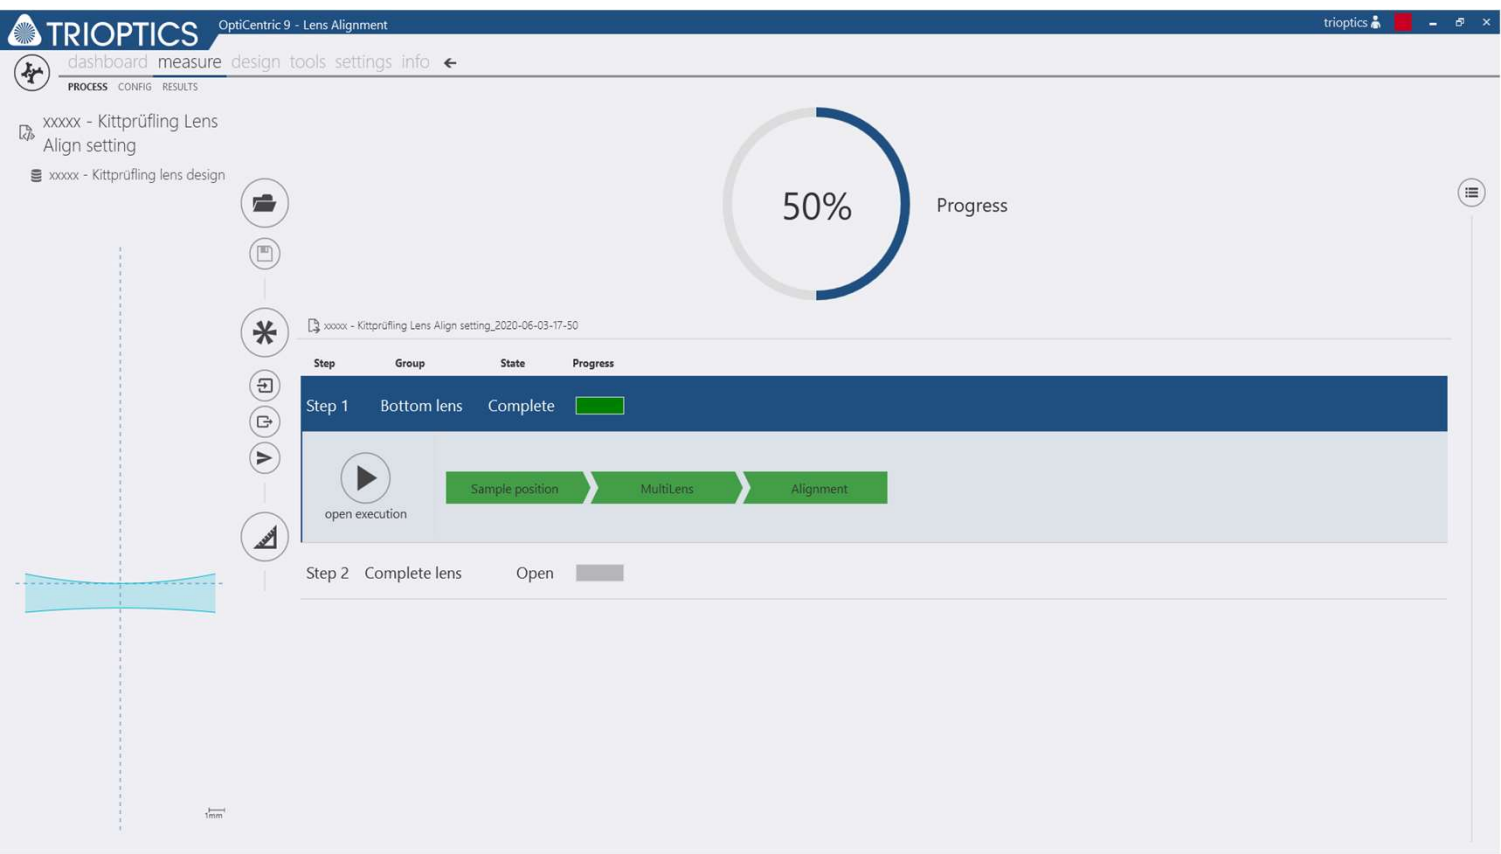 TRIOPTICS
OptiCentric 9 - Lens Alignment
trioptics
dashboard measure design tools settings info
PROCESS CONFIG RESULTS
xxxxx - Kittprüfling Lens
Align setting
xxxxx - Kittprüfling lens design
50%
Progress
xxxxx - Kittprüfling Lens Align setting_2020-06-03-17-50
Step Group State Progress
Step 1 Bottom lens Complete
Sample position MultiLens Alignment
open execution
Step 2 Complete lens Open
1mm